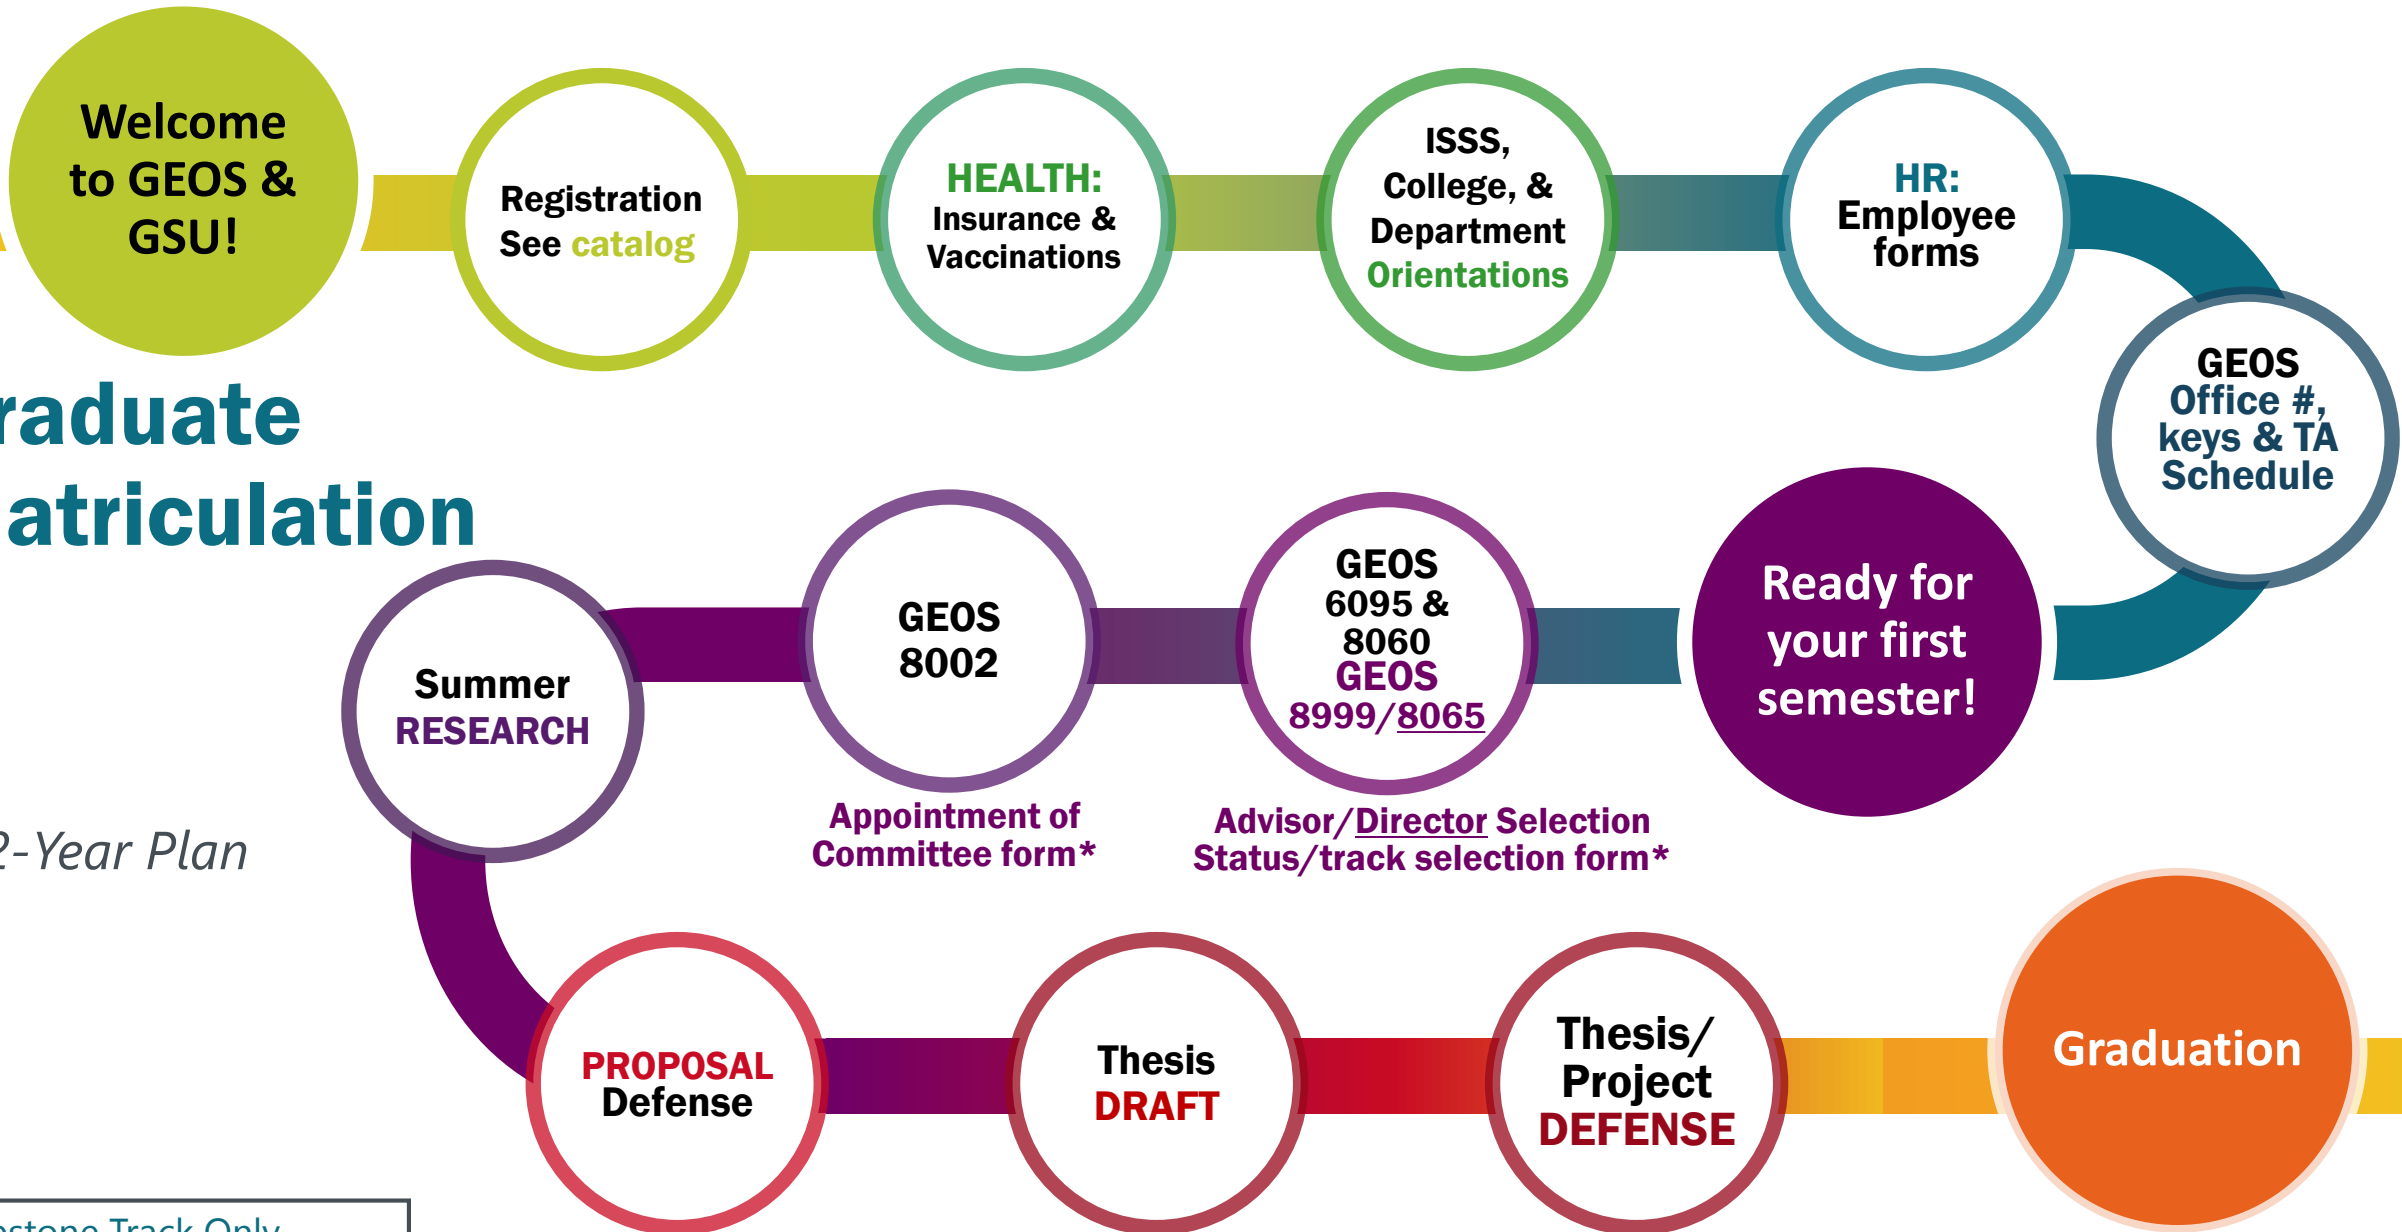 Welcome
to GEOS &
GSU!
Registration
See catalog
HEALTH:
Insurance &
Vaccinations
ISSS,
College, &
Department
Orientations
HR:
Employee
forms
GEOS
Office #,
keys & TA
Schedule
raduate
atriculation
Ready for
your first
semester!
GEOS
6095 &
8060
GEOS
8999/8065
Advisor/Director Selection
Status/track selection form*
GEOS
8002
Appointment of
Committee form*
Summer
RESEARCH
2-Year Plan
PROPOSAL
Defense
Thesis
DRAFT
Thesis/
Project
DEFENSE
Graduation
stone Track Only